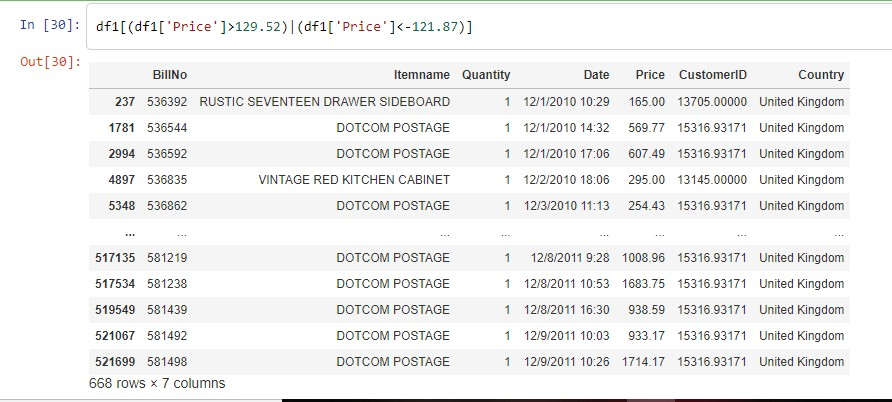 In [30]: df1[(df1['Price']>129.52)|(df1['Price']<-121.87)]
Out[30]:
BillNo Itemname Quantity Date Price CustomerID Country
237 536392 RUSTIC SEVENTEEN DRAWER SIDEBOARD 1 12/1/2010 10:29 165.00 13705.00000 United Kingdom
1781 536544 DOTCOM POSTAGE 1 12/1/2010 14:32 569.77 15316.93171 United Kingdom
2994 536592 DOTCOM POSTAGE 1 12/1/2010 17:06 607.49 15316.93171 United Kingdom
4897 536835 VINTAGE RED KITCHEN CABINET 1 12/2/2010 18:06 295.00 13145.00000 United Kingdom
5348 536862 DOTCOM POSTAGE 1 12/3/2010 11:13 254.43 15316.93171 United Kingdom
... ... ... ... ... ... ... ...
517135 581219 DOTCOM POSTAGE 1 12/8/2011 9:28 1008.96 15316.93171 United Kingdom
517534 581238 DOTCOM POSTAGE 1 12/8/2011 10:53 1683.75 15316.93171 United Kingdom
519549 581439 DOTCOM POSTAGE 1 12/8/2011 16:30 938.59 15316.93171 United Kingdom
521067 581492 DOTCOM POSTAGE 1 12/9/2011 10:03 933.17 15316.93171 United Kingdom
521699 581498 DOTCOM POSTAGE 1 12/9/2011 10:26 1714.17 15316.93171 United Kingdom
668 rows × 7 columns